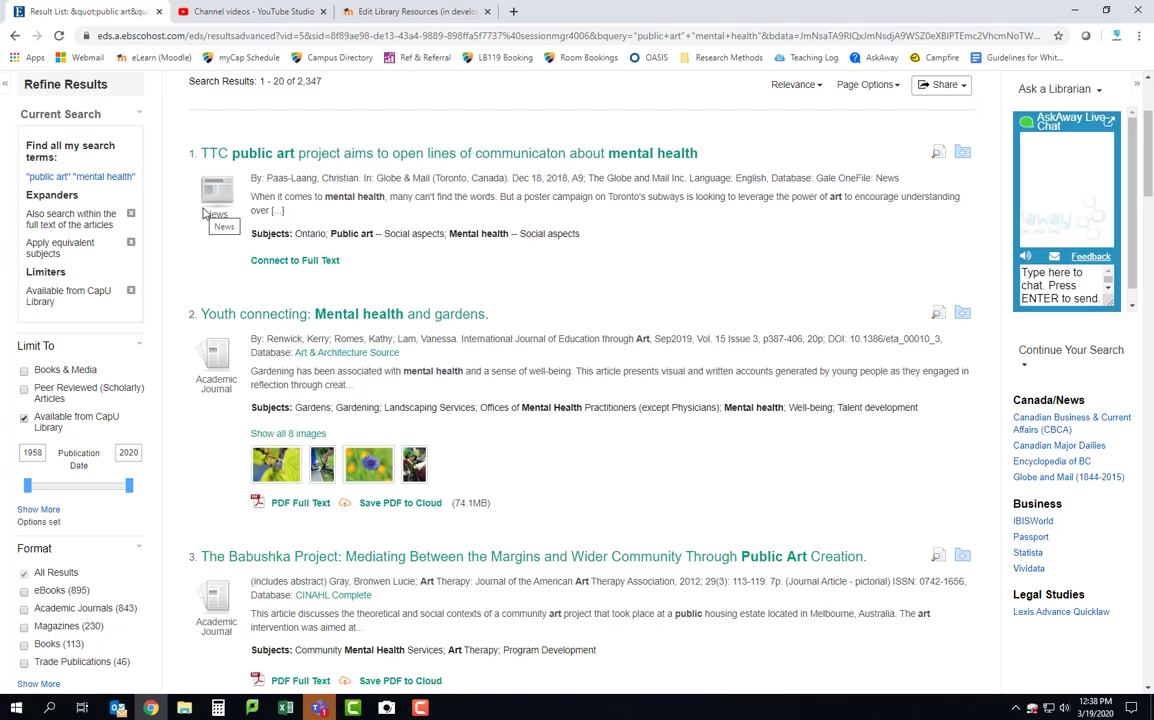 Result List: &quot;public art&qu
Channel videos - YouTube Studio
Edit Library Resources (in develo
eds.a.ebscohost.com/eds/resultsadvanced?vid=5&sid=8f89ae98-de13-43a4-9889-898ffa5f7737%40sessionmgr4006&bquery="public+art"+"mental+health"&bdata=JmNsaTA9RlQxJmNsdjA9WSZ0eXBlPTEmc2VhcmNoTW...
Apps Webmail eLearn (Moodle) myCap Schedule Campus Directory Ref & Referral LB119 Booking Room Bookings OASIS Research Methods Teaching Log AskAway Campfire Guidelines for Whit...
Refine Results
Current Search
Find all my search
terms:
"public art" "mental health"
Expanders
Also search within the
full text of the articles
Apply equivalent
subjects
Limiters
Available from CapU
Library
Limit To
Books & Media
Peer Reviewed (Scholarly)
Articles
Available from CapU
Library
1958 Publication Date 2020
Show More
Options set
Format
All Results
eBooks (895)
Academic Journals (843)
Magazines (230)
Books (113)
Trade Publications (46)
Show More
Search Results: 1 - 20 of 2,347
Relevance Page Options Share
1. TTC public art project aims to open lines of communicaton about mental health
News
News
By: Paas-Laang, Christian. In: Globe & Mail (Toronto, Canada). Dec 18, 2018, A9; The Globe and Mail Inc. Language: English, Database: Gale OneFile: News
When it comes to mental health, many can't find the words. But a poster campaign on Toronto's subways is looking to leverage the power of art to encourage understanding
over [...]
Subjects: Ontario; Public art -- Social aspects; Mental health -- Social aspects
Connect to Full Text
2. Youth connecting: Mental health and gardens.
Academic
Journal
By: Renwick, Kerry; Romes, Kathy; Lam, Vanessa. International Journal of Education through Art, Sep2019, Vol. 15 Issue 3, p387-406, 20p; DOI: 10.1386/eta_00010_3,
Database: Art & Architecture Source
Gardening has been associated with mental health and a sense of well-being. This article presents visual and written accounts generated by young people as they engaged in
reflection through creat...
Subjects: Gardens; Gardening; Landscaping Services; Offices of Mental Health Practitioners (except Physicians); Mental health; Well-being; Talent development
Show all 8 images
PDF Full Text Save PDF to Cloud (74.1MB)
3. The Babushka Project: Mediating Between the Margins and Wider Community Through Public Art Creation.
Academic
Journal
(includes abstract) Gray, Bronwen Lucie; Art Therapy: Journal of the American Art Therapy Association, 2012; 29(3): 113-119. 7p. (Journal Article - pictorial) ISSN: 0742-1656,
Database: CINAHL Complete
This article discusses the theoretical and social contexts of a community art project that took place at a public housing estate located in Melbourne, Australia. The art
intervention was aimed at...
Subjects: Community Mental Health Services; Art Therapy; Program Development
PDF Full Text Save PDF to Cloud
Ask a Librarian
AskAway Live
Chat
Feedback
Type here to
chat. Press
ENTER to send.
Continue Your Search
Canada/News
Canadian Business & Current
Affairs (CBCA)
Canadian Major Dailies
Encyclopedia of BC
Globe and Mail (1844-2015)
Business
IBISWorld
Passport
Statista
Vividata
Legal Studies
Lexis Advance Quicklaw
12:38 PM
3/19/2020